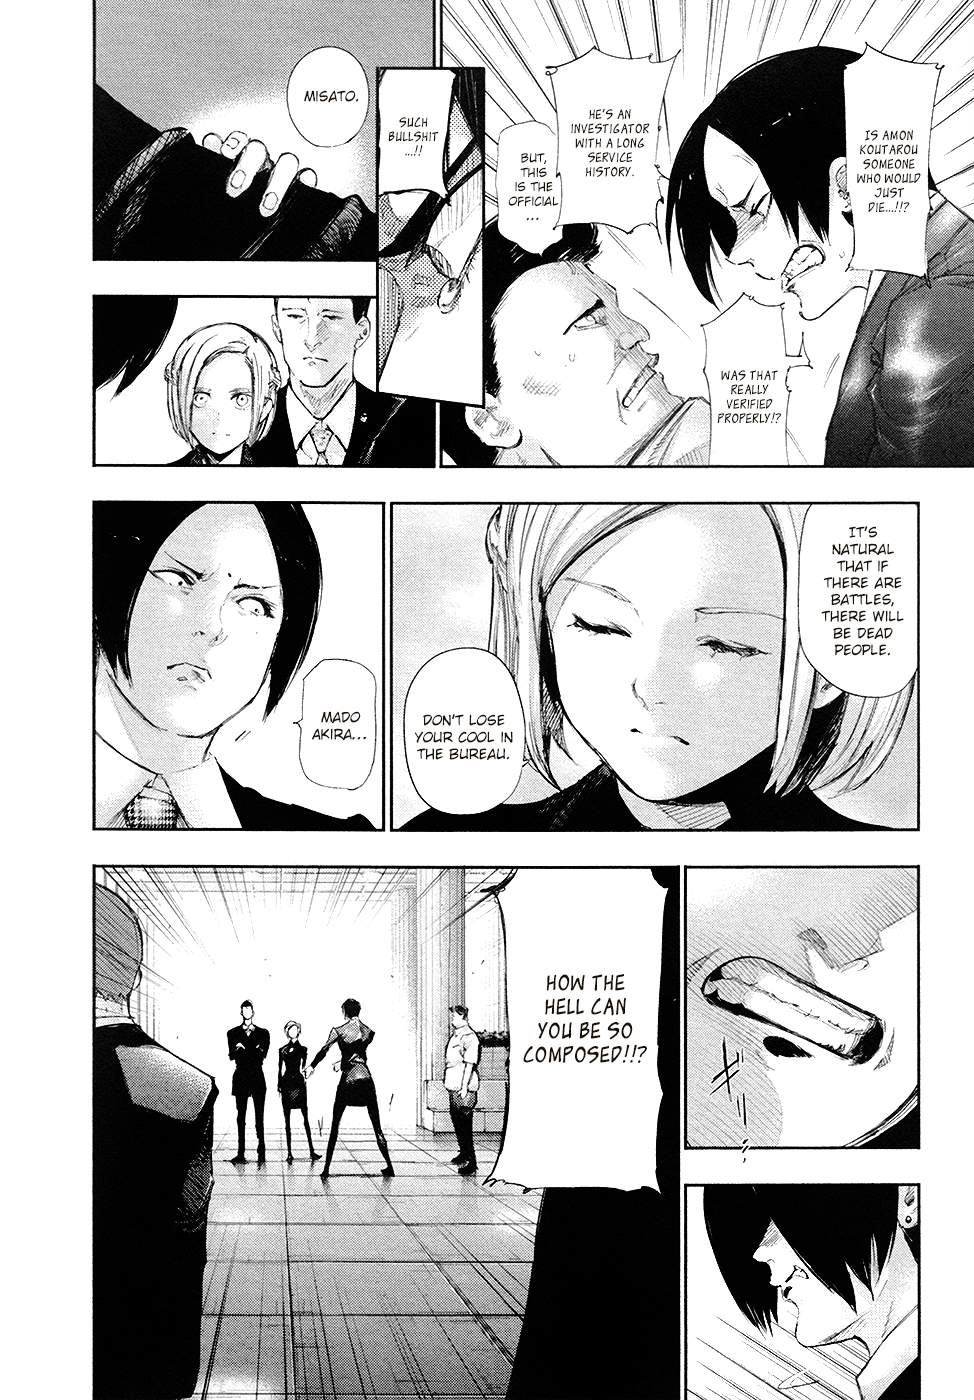 IS AMON
KOUTAROU
SOMEONE
WHO WOULD
JUST
DIE....!!?
HE'S AN
INVESTIGATOR
WITH A LONG
SERVICE
HISTORY.
BUT,
THIS
IS THE
OFFICIAL
...
WAS THAT
REALLY
VERIFIED
PROPERLY!?
SUCH
BULLSHIT
....!!
MISATO.
IT'S
NATURAL
THAT IF
THERE ARE
BATTLES,
THERE WILL
BE DEAD
PEOPLE.
DON'T LOSE
YOUR COOL IN
THE BUREAU.
MADO
AKIRA...
HOW THE
HELL CAN
YOU BE SO
COMPOSED!!?